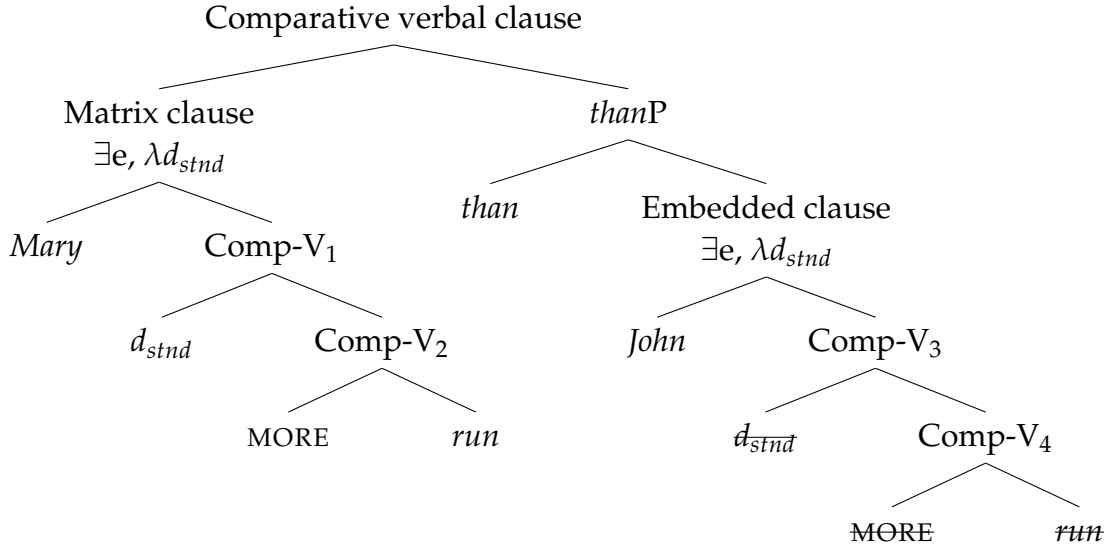 Comparative verbal clause
Matrix clause
∃e, λd_stnd
thanP
Mary
Comp-V₁
than
Embedded clause
∃e, λd_stnd
d_stnd
Comp-V₂
John
Comp-V₃
MORE
run
d_stnd
Comp-V₄
MORE
run